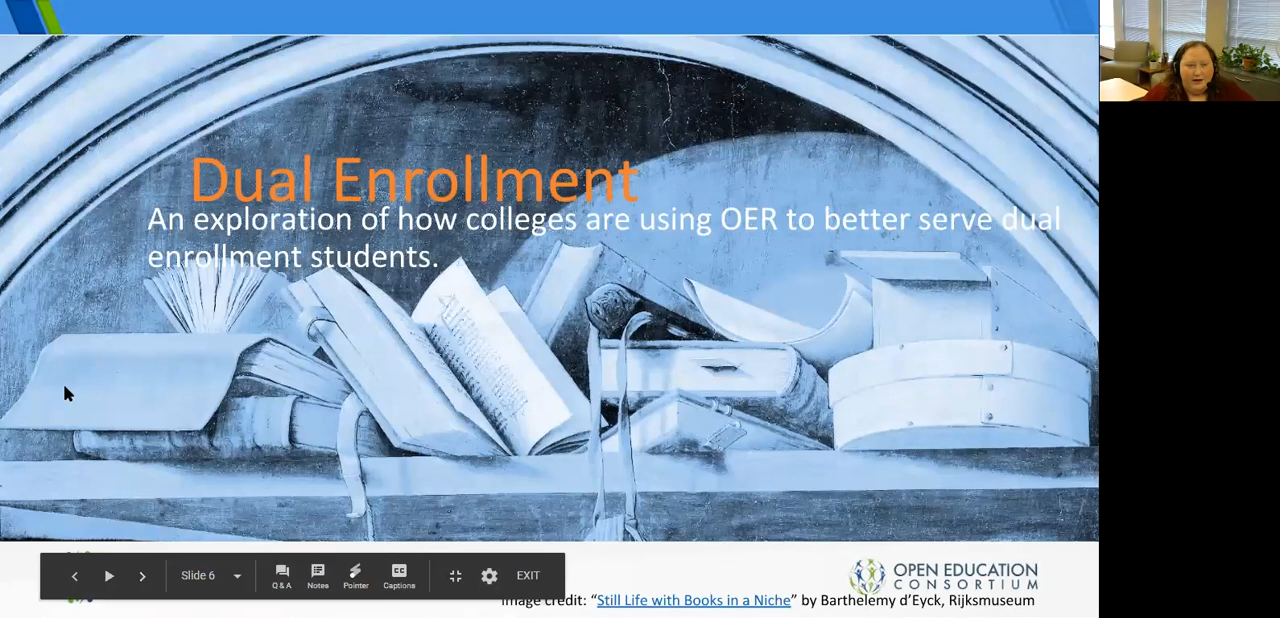 Dual Enrollment
An exploration of how colleges are using OER to better serve dual
enrollment students.
Slide 6
Q & A
Notes
Pointer
Captions
EXIT
OPEN EDUCATION
CONSORTIUM
Image credit: “Still Life with Books in a Niche” by Barthelemy d’Eyck, Rijksmuseum